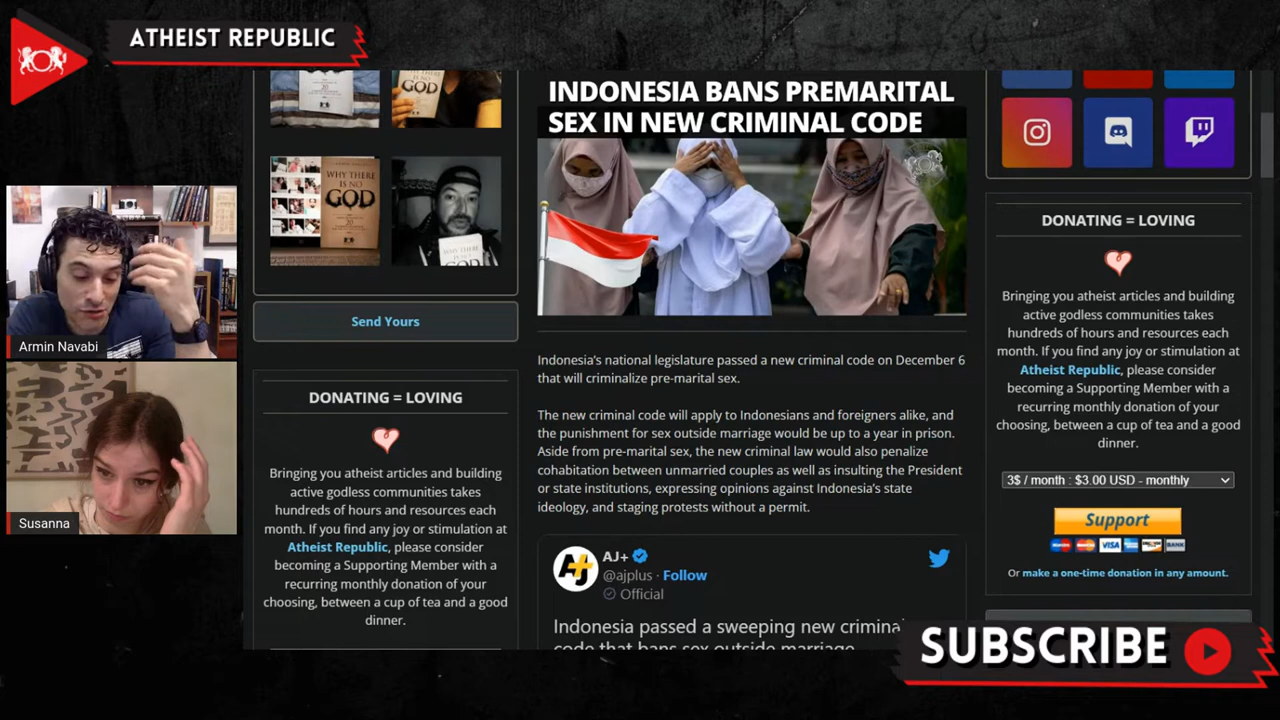 ATHEIST REPUBLIC
Armin Navabi
Susanna
WHY THERE
IS NO
GOD
Send Yours
DONATING = LOVING
Bringing you atheist articles and building
active godless communities takes
hundreds of hours and resources each
month. If you find any joy or stimulation at
Atheist Republic, please consider
becoming a Supporting Member with a
recurring monthly donation of your
choosing, between a cup of tea and a good
dinner.
INDONESIA BANS PREMARITAL
SEX IN NEW CRIMINAL CODE
Indonesia's national legislature passed a new criminal code on December 6
that will criminalize pre-marital sex.
The new criminal code will apply to Indonesians and foreigners alike, and
the punishment for sex outside marriage would be up to a year in prison.
Aside from pre-marital sex, the new criminal law would also penalize
cohabitation between unmarried couples as well as insulting the President
or state institutions, expressing opinions against Indonesia's state
ideology, and staging protests without a permit.
AJ+
@ajplus · Follow
Official
Indonesia passed a sweeping new criminal
code that bans sex outside marriage
DONATING = LOVING
Bringing you atheist articles and building
active godless communities takes
hundreds of hours and resources each
month. If you find any joy or stimulation at
Atheist Republic, please consider
becoming a Supporting Member with a
recurring monthly donation of your
choosing, between a cup of tea and a good
dinner.
3$ / month : $3.00 USD - monthly
Support
VISA
BANK
Or make a one-time donation in any amount.
SUBSCRIBE